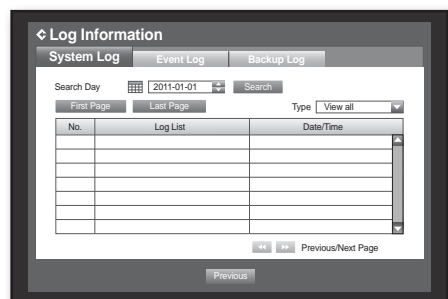 Log Information
System Log Event Log Backup Log
Search Day 2011-01-01 Search
First Page Last Page Type View all
No. Log List Date/Time
Previous/Next Page
Previous